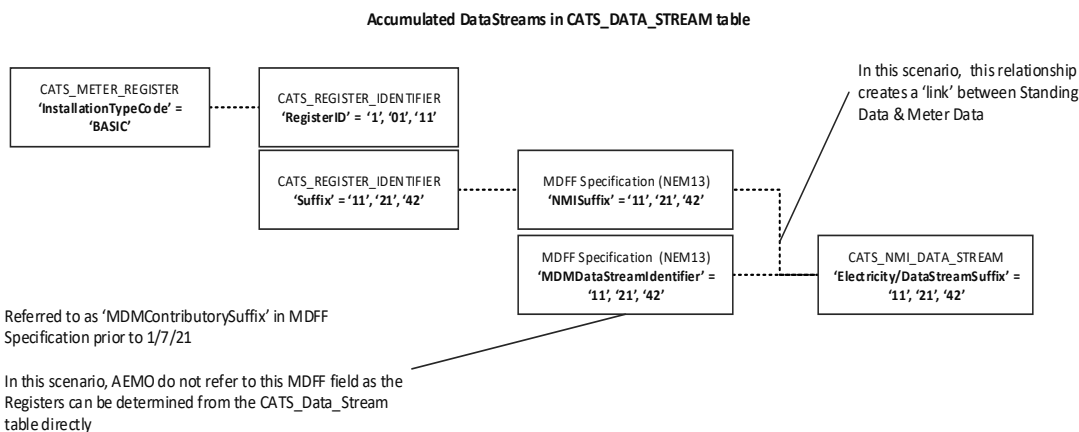 Accumulated DataStreams in CATS_DATA_STREAM table
CATS_METER_REGISTER
‘InstallationTypeCode’ =
‘BASIC’
CATS_REGISTER_IDENTIFIER
‘RegisterID’ = ‘1’, ‘01’, ‘11’
In this scenario, this relationship
creates a ‘link’ between Standing
Data & Meter Data
CATS_REGISTER_IDENTIFIER
‘Suffix’ = ‘11’, ‘21’, ‘42’
MDFF Specification (NEM13)
‘NMISuffix’ = ‘11’, ‘21’, ‘42’
MDFF Specification (NEM13)
‘MDMDataStreamIdentifier’ =
‘11’, ‘21’, ‘42’
CATS_NMI_DATA_STREAM
‘Electricity/DataStreamSuffix’ =
‘11’, ‘21’, ‘42’
Referred to as ‘MDMContributorySuffix’ in MDFF
Specification prior to 1/7/21
In this scenario, AEMO do not refer to this MDFF field as the
Registers can be determined from the CATS_Data_Stream
table directly